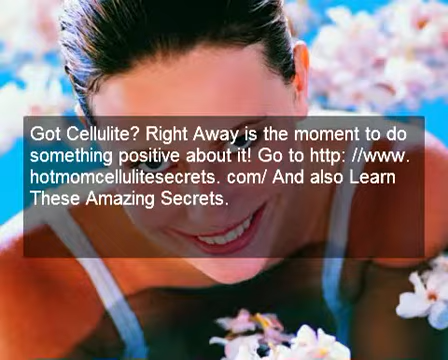 Got Cellulite? Right Away is the moment to do
something positive about it! Go to http: //www.
hotmomcellulitesecrets. com/ And also Learn
These Amazing Secrets.